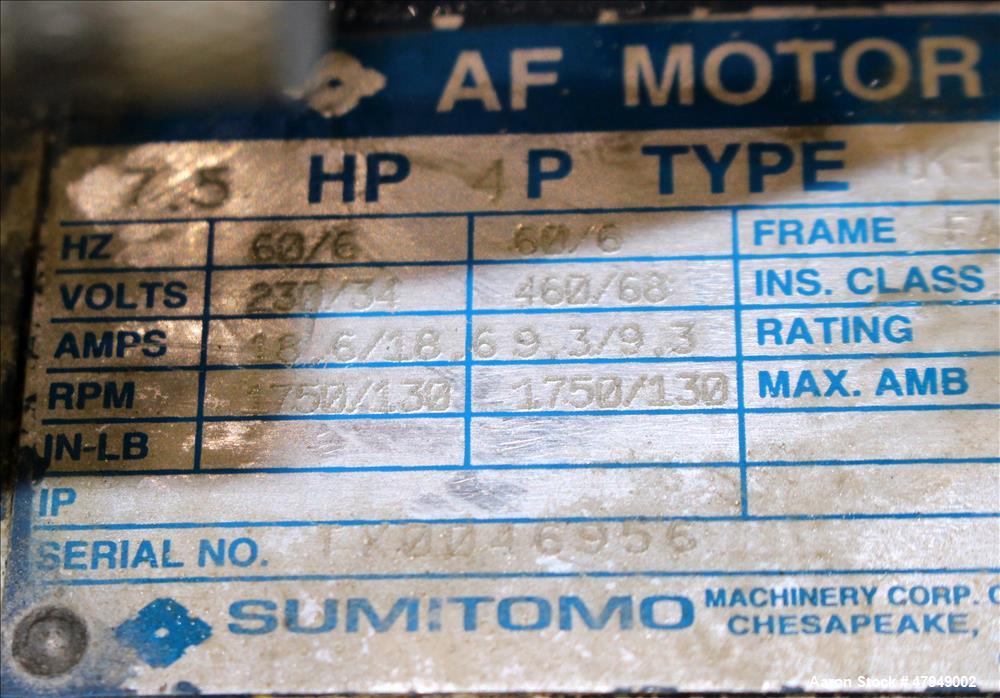 AF MOTOR
7.5 HP 4 P TYPE
HZ 60/6 60/6 FRAME
VOLTS 230/34 460/68 INS. CLASS
AMPS 18.6/18.6 9.3/9.3 RATING
RPM 1750/130 1750/130 MAX. AMB
IN-LB
IP
SERIAL NO.
SUMITOMO MACHINERY CORP.
CHESAPEAKE,
Aaron Stock # 47949002